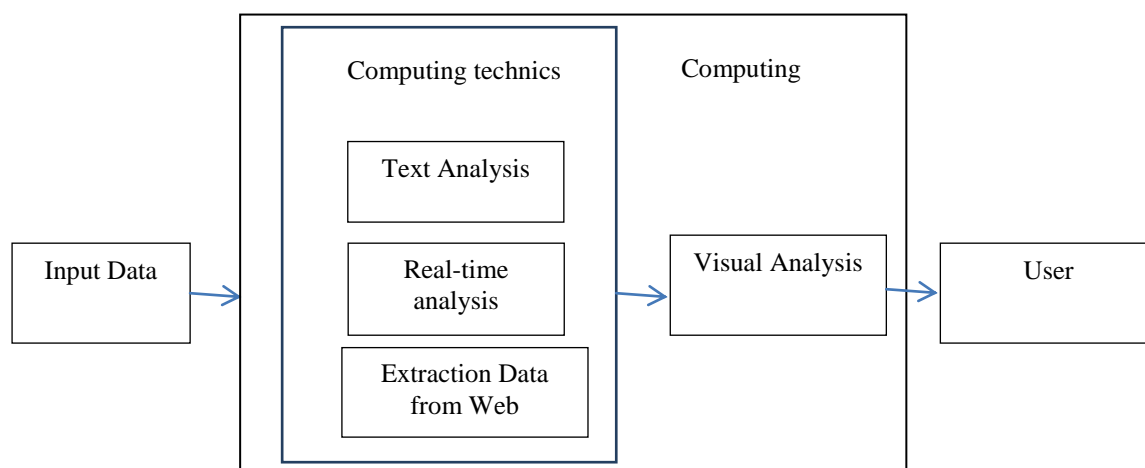 Computing technics
Computing
Text Analysis
Input Data
Real-time
analysis
Visual Analysis
User
Extraction Data
from Web